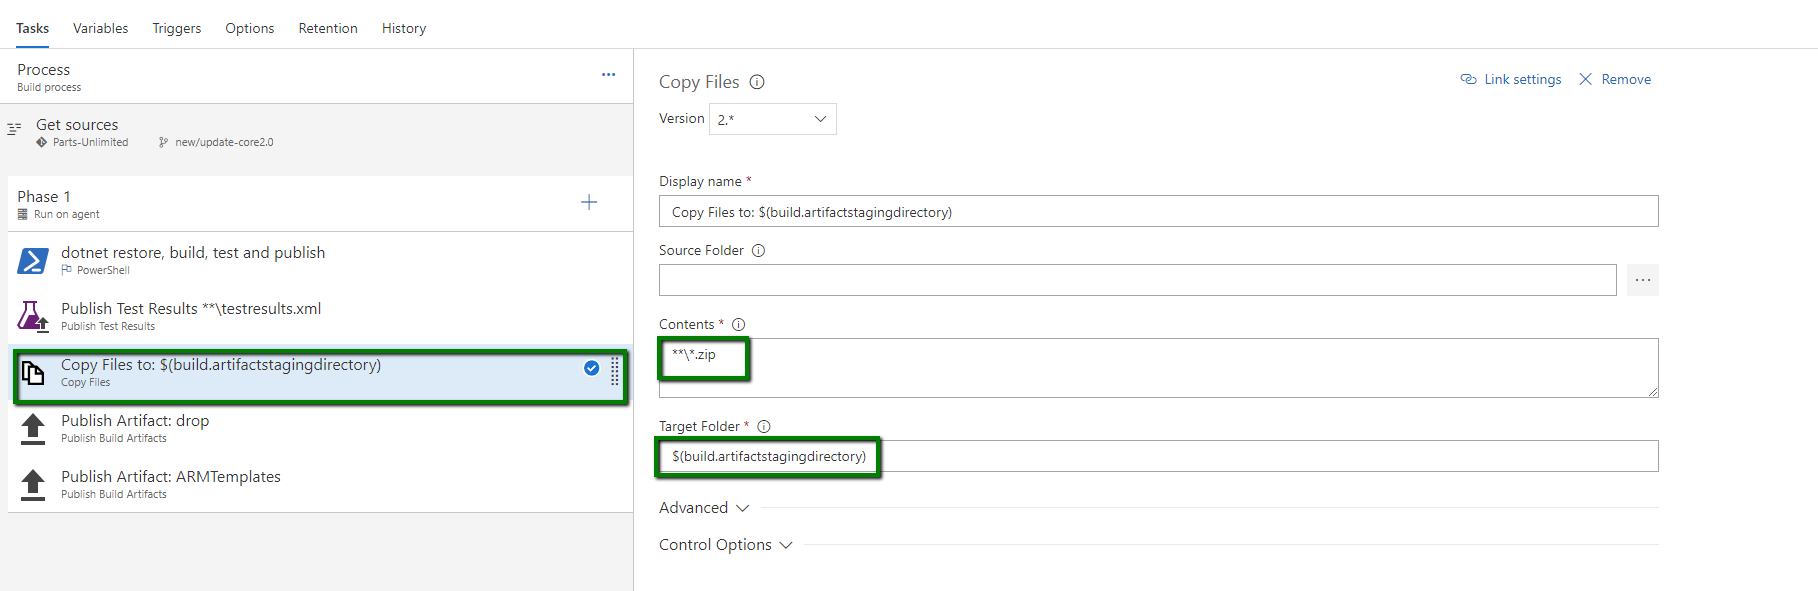 Tasks Variables Triggers Options Retention History
Process
Build process
...
Get sources
Parts-Unlimited new/update-core2.0
Phase 1
Run on agent
dotnet restore, build, test and publish
PowerShell
Publish Test Results **\testresults.xml
Publish Test Results
Copy Files to: $(build.artifactstagingdirectory)
Copy Files
Publish Artifact: drop
Publish Build Artifacts
Publish Artifact: ARMTemplates
Publish Build Artifacts
Copy Files
Link settings Remove
Version 2.*
Display name *
Copy Files to: $(build.artifactstagingdirectory)
Source Folder
...
Contents *
**\*.zip
Target Folder *
$(build.artifactstagingdirectory)
Advanced
Control Options